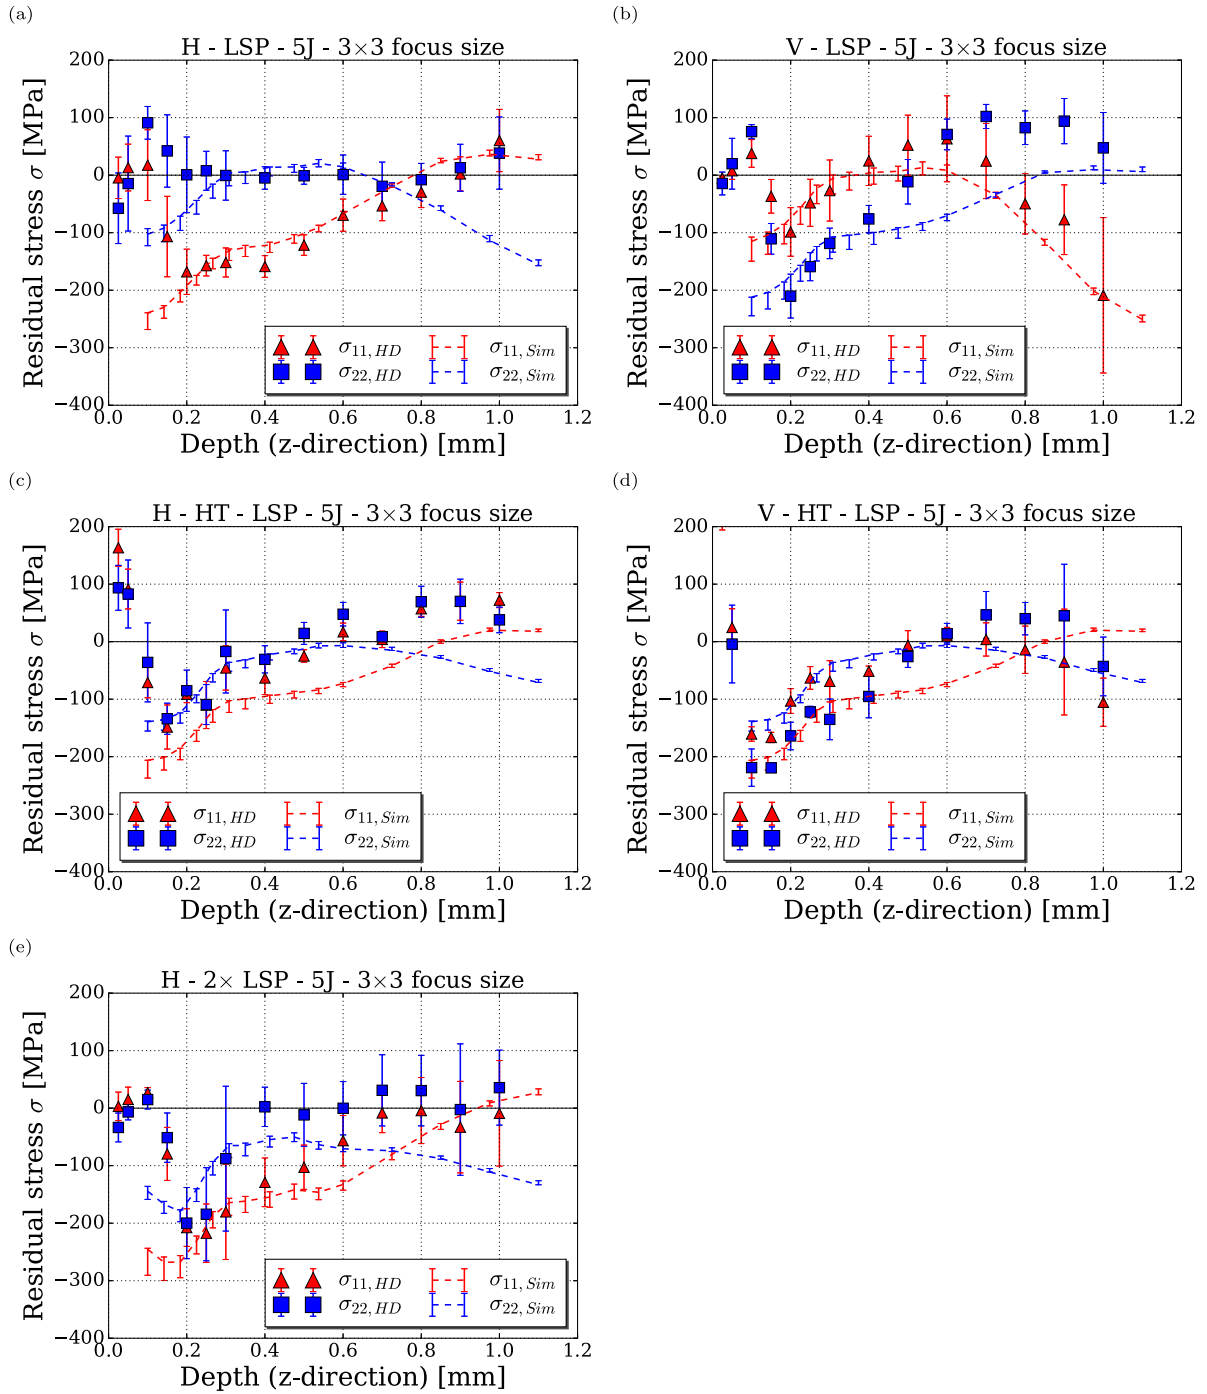 (a)
H - LSP - 5J - 3×3 focus size
Residual stress σ [MPa]
200
100
0
−100
−200
−300
−400
0.0 0.2 0.4 0.6 0.8 1.0 1.2
Depth (z-direction) [mm]
σ11,HD σ11,Sim
σ22,HD σ22,Sim
(b)
V - LSP - 5J - 3×3 focus size
Residual stress σ [MPa]
200
100
0
−100
−200
−300
−400
0.0 0.2 0.4 0.6 0.8 1.0 1.2
Depth (z-direction) [mm]
σ11,HD σ11,Sim
σ22,HD σ22,Sim
(c)
H - HT - LSP - 5J - 3×3 focus size
Residual stress σ [MPa]
200
100
0
−100
−200
−300
−400
0.0 0.2 0.4 0.6 0.8 1.0 1.2
Depth (z-direction) [mm]
σ11,HD σ11,Sim
σ22,HD σ22,Sim
(d)
V - HT - LSP - 5J - 3×3 focus size
Residual stress σ [MPa]
200
100
0
−100
−200
−300
−400
0.0 0.2 0.4 0.6 0.8 1.0 1.2
Depth (z-direction) [mm]
σ11,HD σ11,Sim
σ22,HD σ22,Sim
(e)
H - 2× LSP - 5J - 3×3 focus size
Residual stress σ [MPa]
200
100
0
−100
−200
−300
−400
0.0 0.2 0.4 0.6 0.8 1.0 1.2
Depth (z-direction) [mm]
σ11,HD σ11,Sim
σ22,HD σ22,Sim